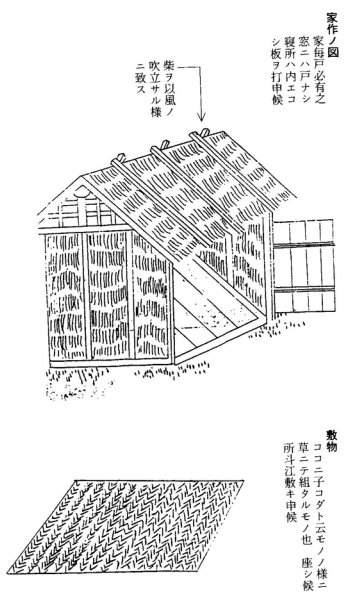 家作ノ図
家毎戸必有之
窓ニハ戸ナシ
寝所ハ内エコ
シ板ヲ打申候
柴ヲ以風ノ
吹立サル様
ニ致ス
敷物
ココニ子コダト云モノノ様ニ
草ニテ組タルモノ也 座シ候
所斗江敷キ申候